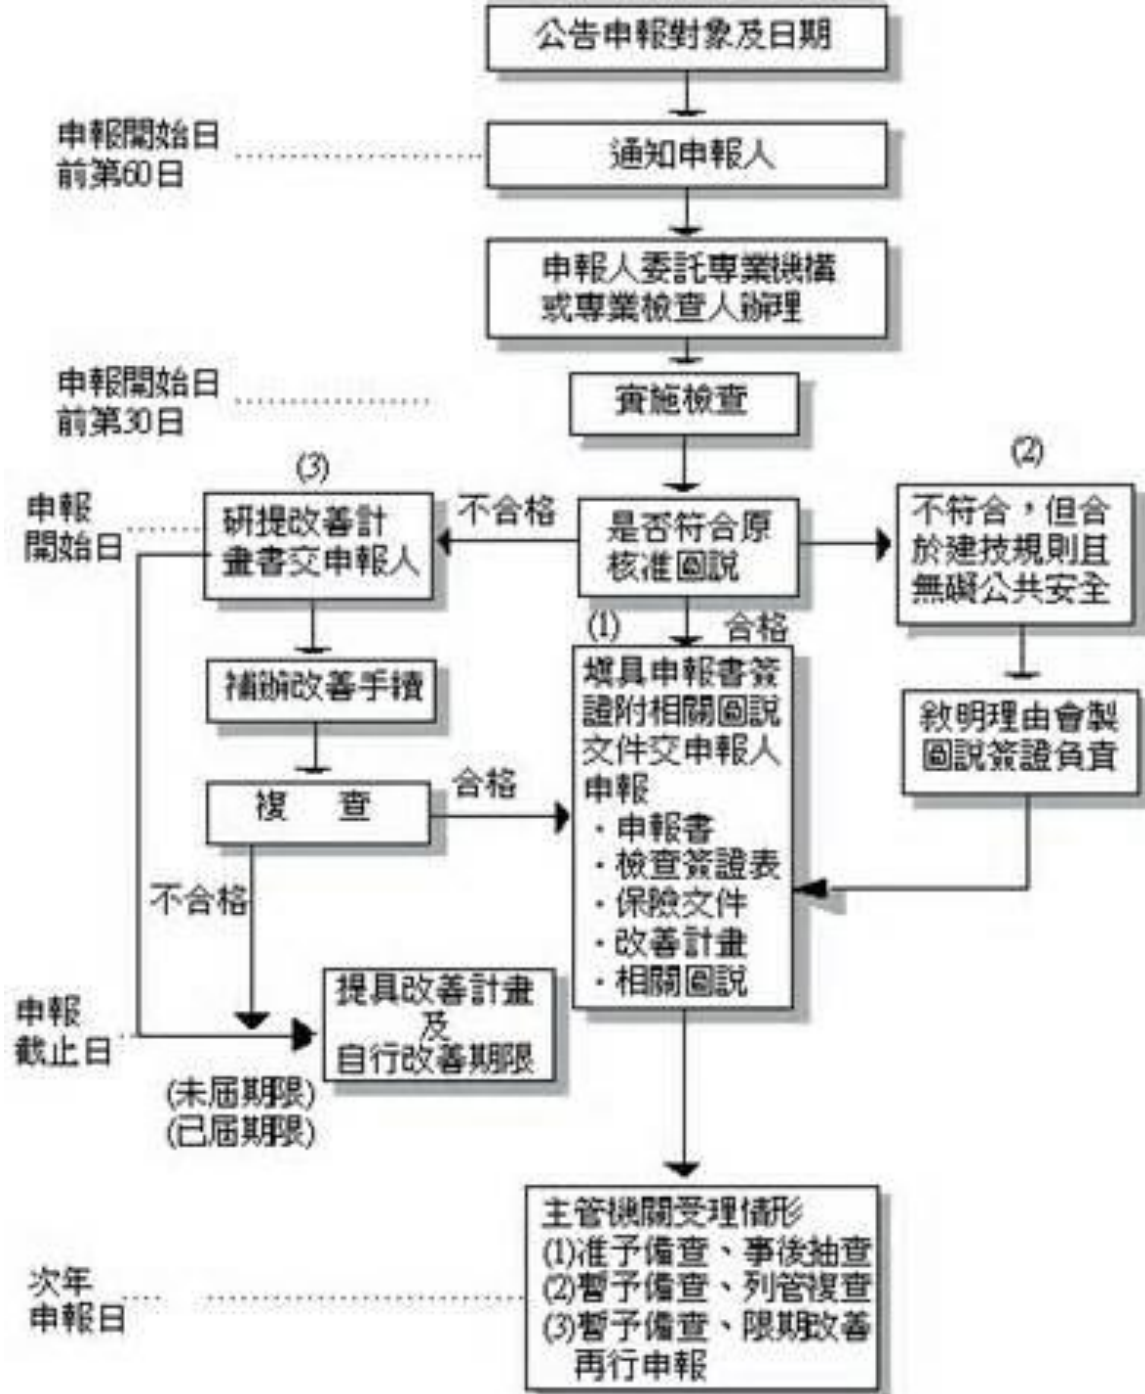 公告申報對象及日期
申報開始日
前第60日
通知申報人
申報人委託專業機構
或專業檢查人辦理
申報開始日
前第30日
實施檢查
(3)
(2)
申報
開始日
研提改善計
畫書交申報人
不合格
是否符合原
核准圖說
不符合，但合
於建技規則且
無礙公共安全
(1)
合格
補辦改善手續
填具申報書簽
證附相關圖說
文件交申報人
申報
・申報書
・檢查簽證表
・保險文件
・改善計畫
・相關圖說
敘明理由會製
圖說簽證負責
複 查
合格
不合格
申報
截止日
提具改善計畫
及
自行改善期限
(未屆期限)
(已屆期限)
次年
申報日
主管機關受理情形
(1)准予備查、事後抽查
(2)暫予備查、列管複查
(3)暫予備查、限期改善
再行申報